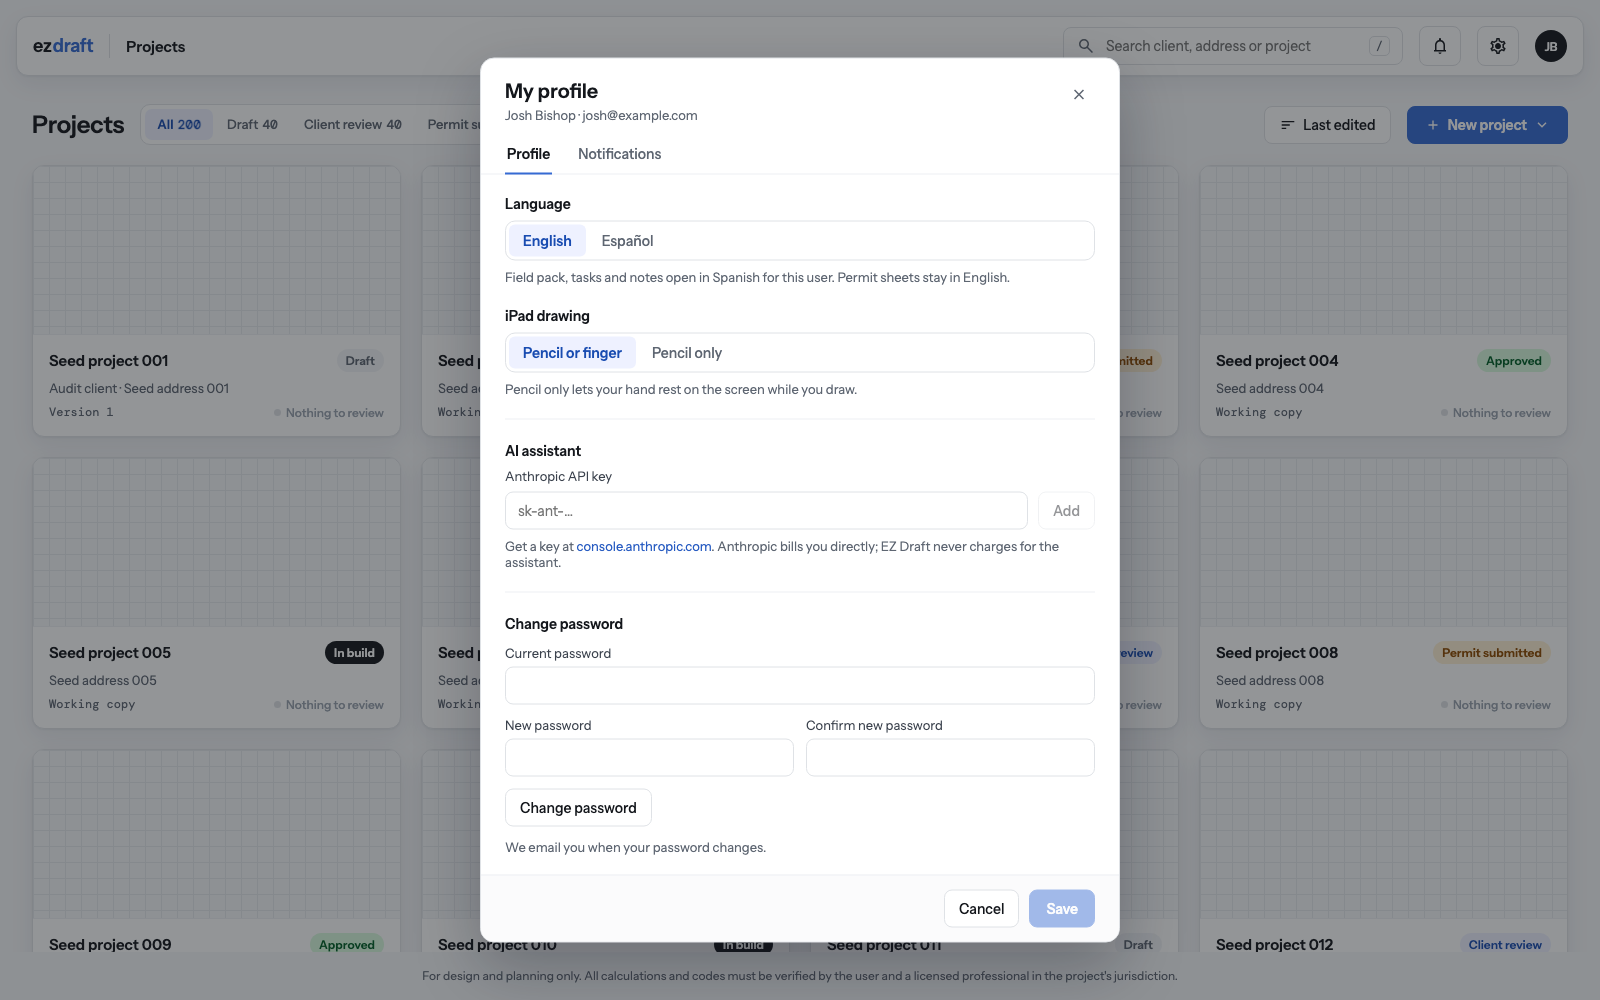 ezdraft
Projects
Search client, address or project
/
JB
Projects
All 200
Draft 40
Client review 40
Last edited
+ New project
My profile
Josh Bishop · josh@example.com
Profile
Notifications
Language
English
Español
Field pack, tasks and notes open in Spanish for this user. Permit sheets stay in English.
iPad drawing
Pencil or finger
Pencil only
Pencil only lets your hand rest on the screen while you draw.
AI assistant
Anthropic API key
sk-ant-...
Add
Get a key at console.anthropic.com. Anthropic bills you directly; EZ Draft never charges for the
assistant.
Change password
Current password
New password
Confirm new password
Change password
We email you when your password changes.
Cancel
Save
Seed project 001
Draft
Audit client · Seed address 001
Version 1
Nothing to review
Seed project 004
Approved
Seed address 004
Working copy
Nothing to review
Seed project 005
In build
Seed address 005
Working copy
Nothing to review
Seed project 008
Permit submitted
Seed address 008
Working copy
Nothing to review
Seed project 009
Approved
Seed project 010
In build
Seed project 011
Draft
Seed project 012
Client review
For design and planning only. All calculations and codes must be verified by the user and a licensed professional in the project's jurisdiction.